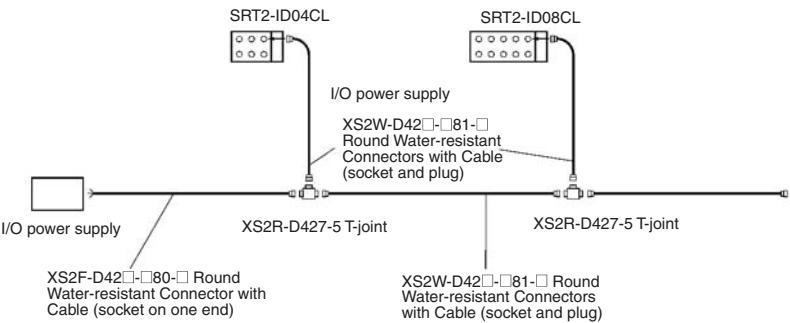 SRT2-ID04CL
SRT2-ID08CL
I/O power supply
XS2W-D42□-□81-□
Round Water-resistant
Connectors with Cable
(socket and plug)
I/O power supply
XS2R-D427-5 T-joint
XS2R-D427-5 T-joint
XS2F-D42□-□80-□ Round
Water-resistant Connector with
Cable (socket on one end)
XS2W-D42□-□81-□ Round
Water-resistant Connectors
with Cable (socket and plug)